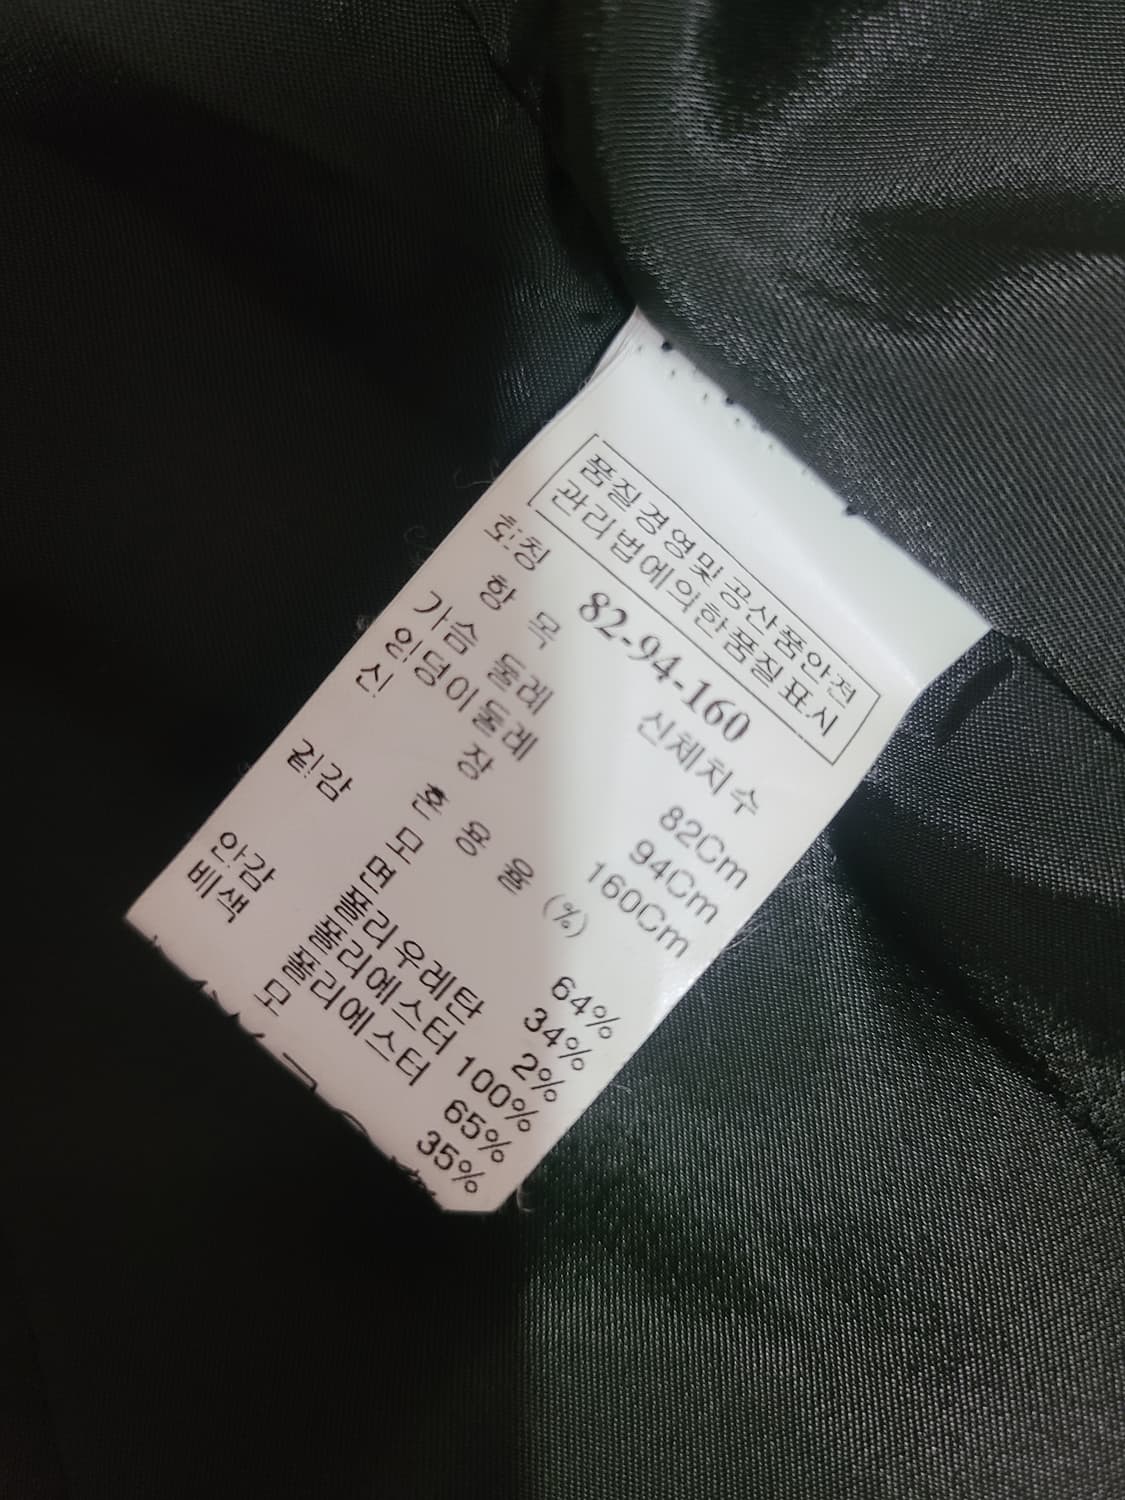 품질경영및공산품안전
관리법에의한품질표시
호칭 82-94-160
항 목 신체치수
가슴 둘레 82Cm
엉덩이둘레 94Cm
신 장 160Cm
혼 용 율 (%)
겉감 모 64%
면 34%
폴리우레탄 2%
안감 폴리에스터 100%
배색 폴리에스터 65%
모 35%